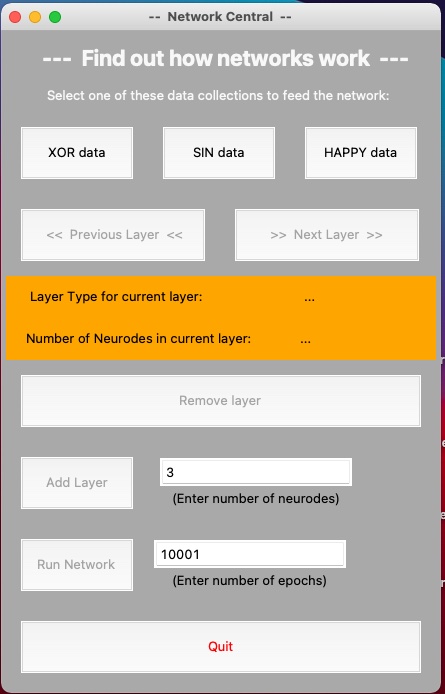 -- Network Central --
--- Find out how networks work ---
Select one of these data collections to feed the network:
XOR data SIN data HAPPY data
<< Previous Layer << >> Next Layer >>
Layer Type for current layer: ...
Number of Neurodes in current layer: ...
Remove layer
Add Layer 3
(Enter number of neurodes)
Run Network 10001
(Enter number of epochs)
Quit